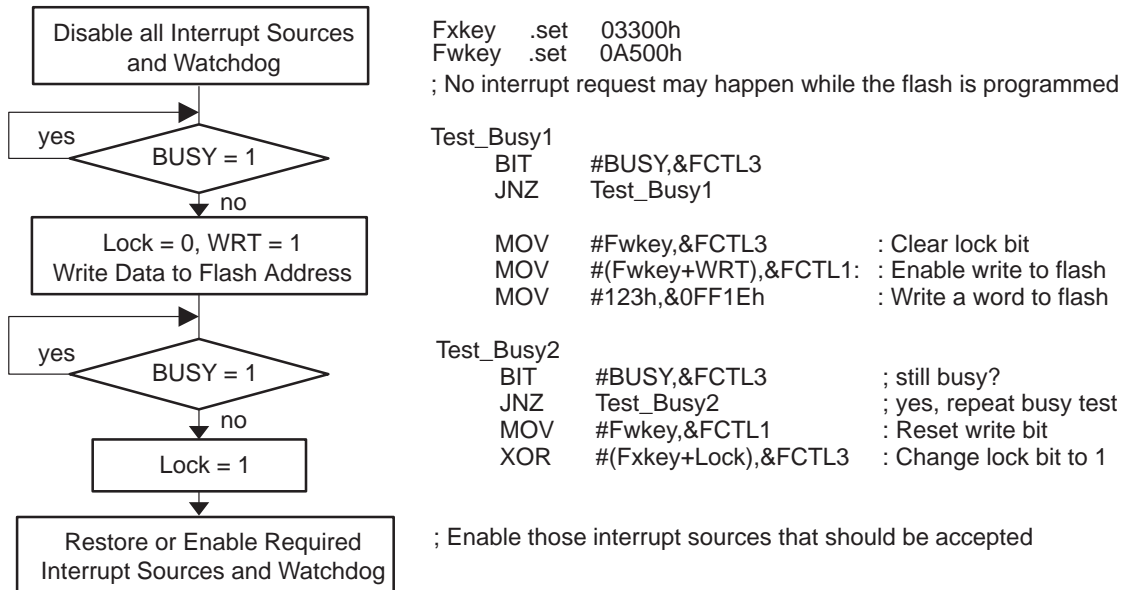 Disable all Interrupt Sources
and Watchdog
yes
BUSY = 1
no
Lock = 0, WRT = 1
Write Data to Flash Address
yes
BUSY = 1
no
Lock = 1
Restore or Enable Required
Interrupt Sources and Watchdog
Fxkey .set 03300h
Fwkey .set 0A500h
; No interrupt request may happen while the flash is programmed
Test_Busy1
BIT #BUSY,&FCTL3
JNZ Test_Busy1
MOV #Fwkey,&FCTL3 : Clear lock bit
MOV #(Fwkey+WRT),&FCTL1: : Enable write to flash
MOV #123h,&0FF1Eh : Write a word to flash
Test_Busy2
BIT #BUSY,&FCTL3 ; still busy?
JNZ Test_Busy2 ; yes, repeat busy test
MOV #Fwkey,&FCTL1 : Reset write bit
XOR #(Fxkey+Lock),&FCTL3 : Change lock bit to 1
; Enable those interrupt sources that should be accepted